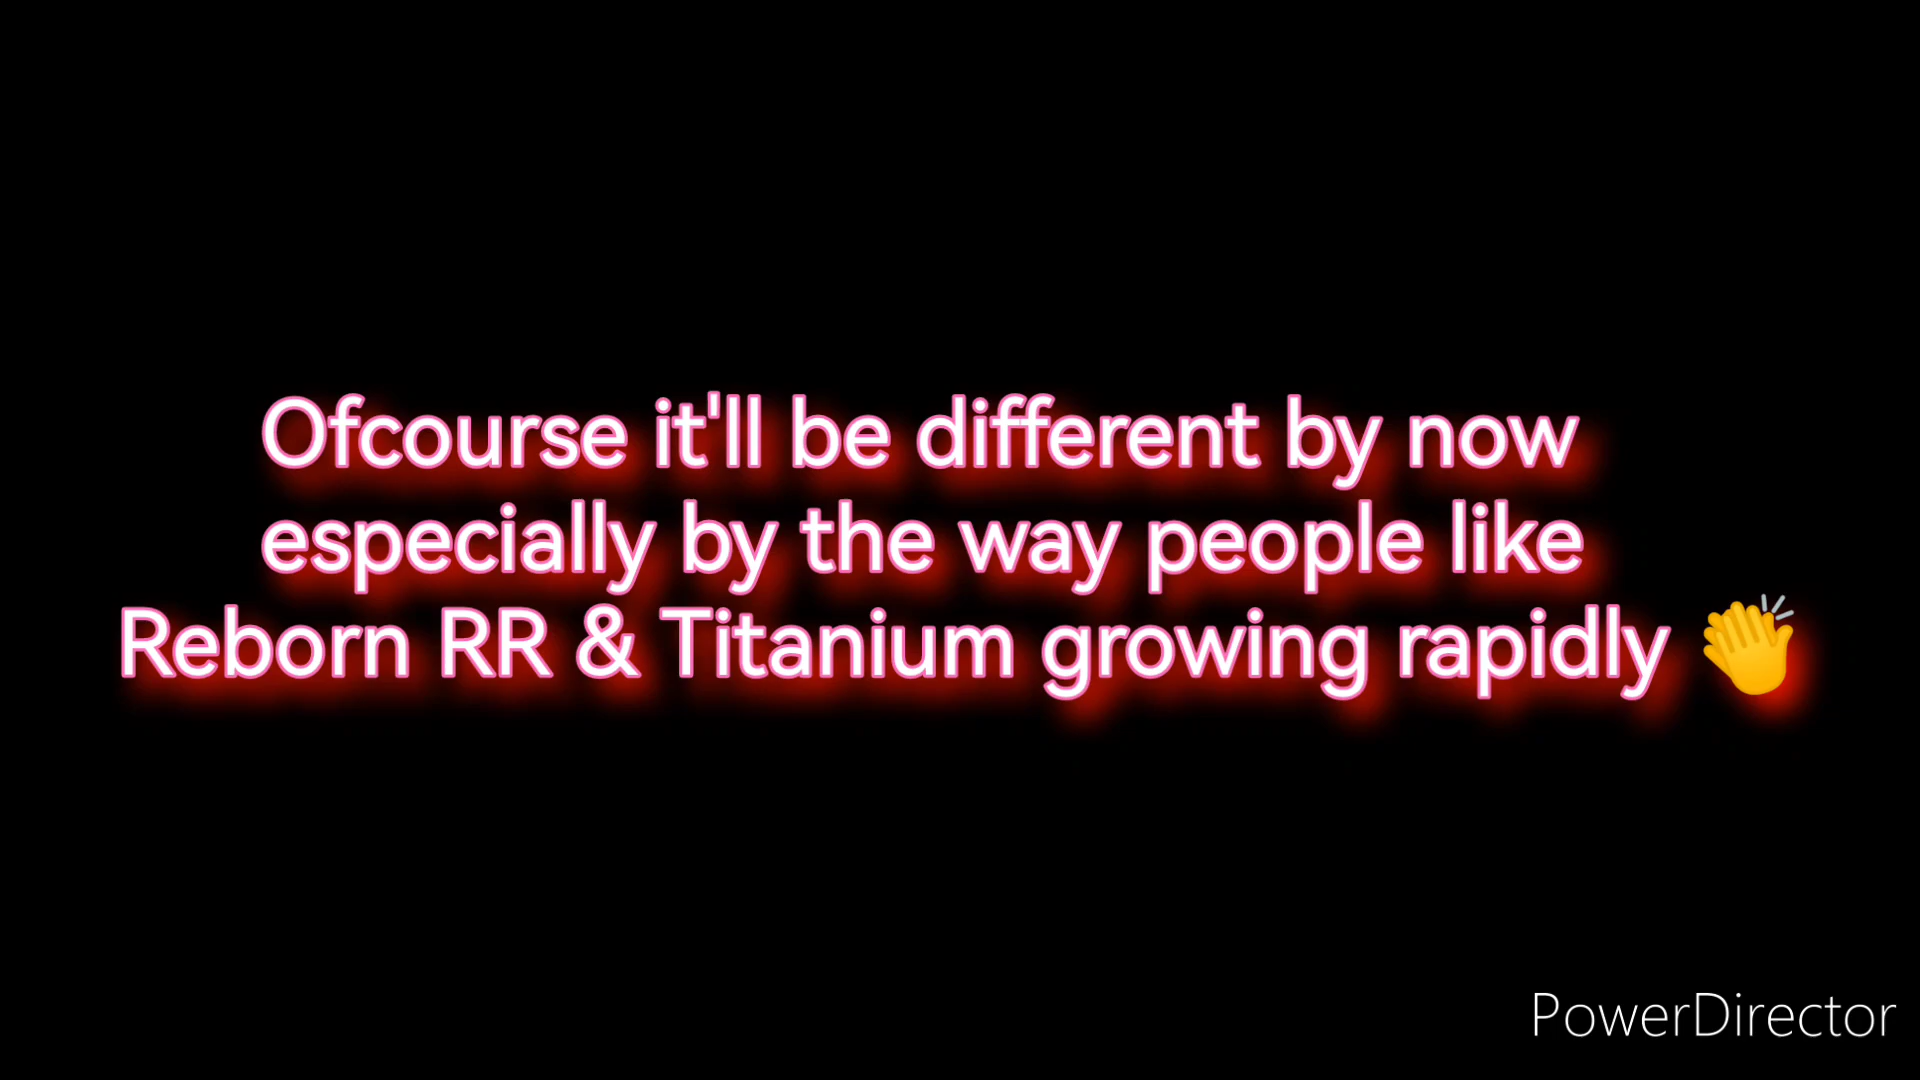 Ofcourse it'll be different by now
especially by the way people like
Reborn RR & Titanium growing rapidly 👏
PowerDirector